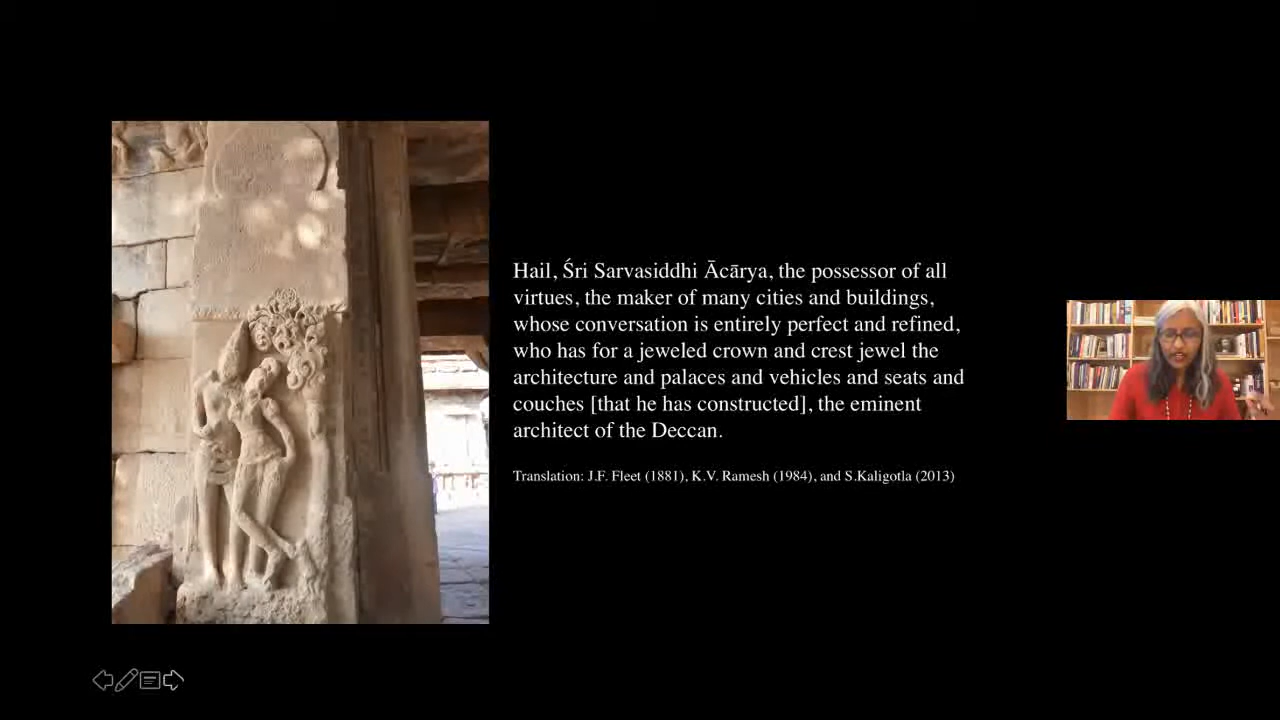 Hail, Śri Sarvasiddhi Ācārya, the possessor of all
virtues, the maker of many cities and buildings,
whose conversation is entirely perfect and refined,
who has for a jeweled crown and crest jewel the
architecture and palaces and vehicles and seats and
couches [that he has constructed], the eminent
architect of the Deccan.
Translation: J.F. Fleet (1881), K.V. Ramesh (1984), and S.Kaligotla (2013)